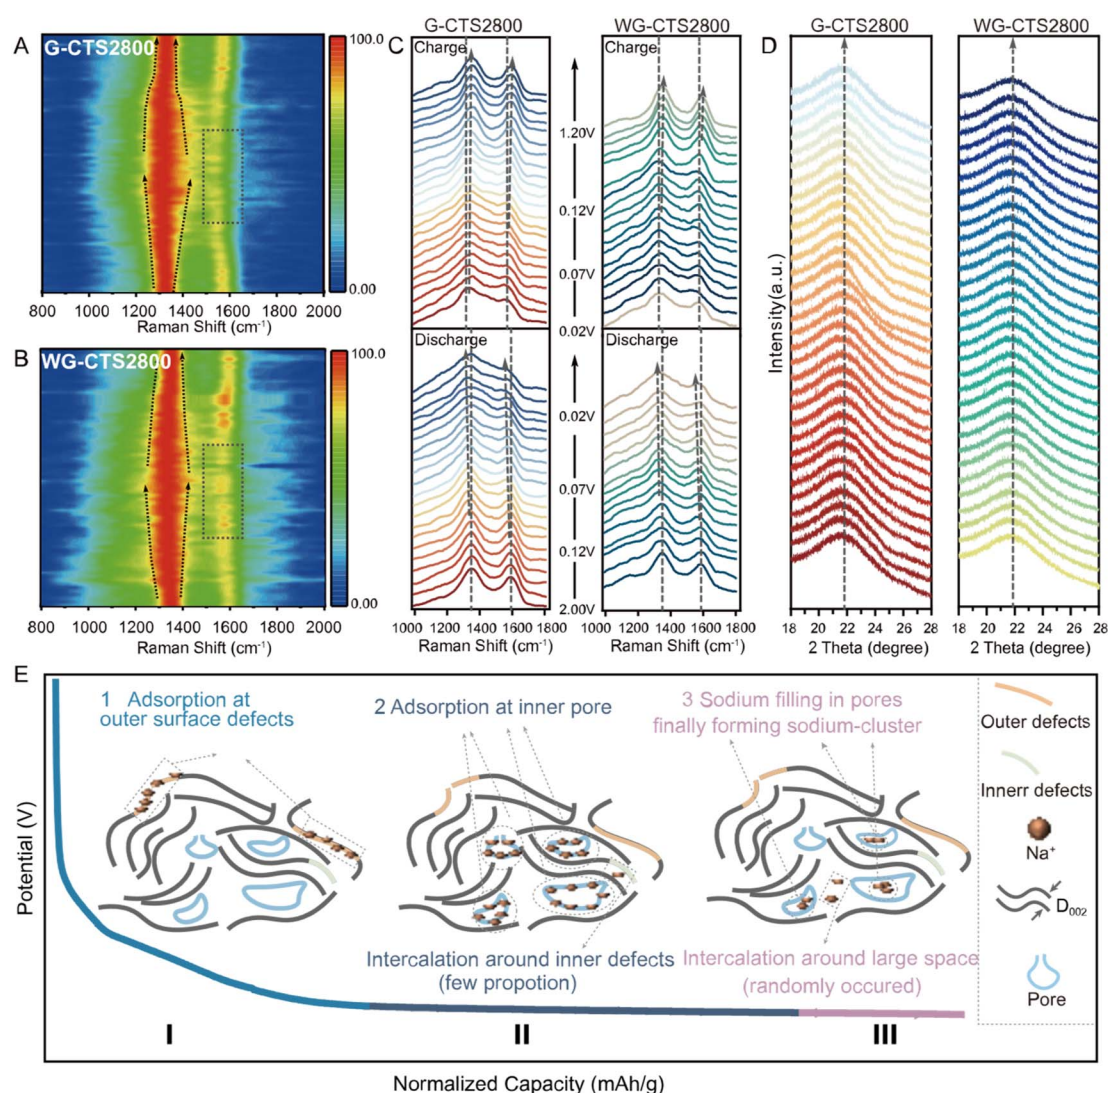 A
G-CTS2800
100.0
0.00
800 1000 1200 1400 1600 1800 2000
Raman Shift (cm⁻¹)
B
WG-CTS2800
100.0
0.00
800 1000 1200 1400 1600 1800 2000
Raman Shift (cm⁻¹)
C
G-CTS2800
WG-CTS2800
Charge
Charge
1.20V
0.12V
0.07V
0.02V
Discharge
Discharge
0.02V
0.07V
0.12V
2.00V
1000 1200 1400 1600 1800
1000 1200 1400 1600 1800
Raman Shift (cm⁻¹)
Raman Shift (cm⁻¹)
D
G-CTS2800
WG-CTS2800
Intensity(a.u.)
18 20 22 24 26 28
18 20 22 24 26 28
2 Theta (degree)
2 Theta (degree)
E
1 Adsorption at
outer surface defects
2 Adsorption at inner pore
3 Sodium filling in pores
finally forming sodium-cluster
Outer defects
Innerr defects
Na⁺
D₀₀₂
Pore
Intercalation around inner defects
(few propotion)
Intercalation around large space
(randomly occured)
Potential (V)
I
II
III
Normalized Capacity (mAh/g)